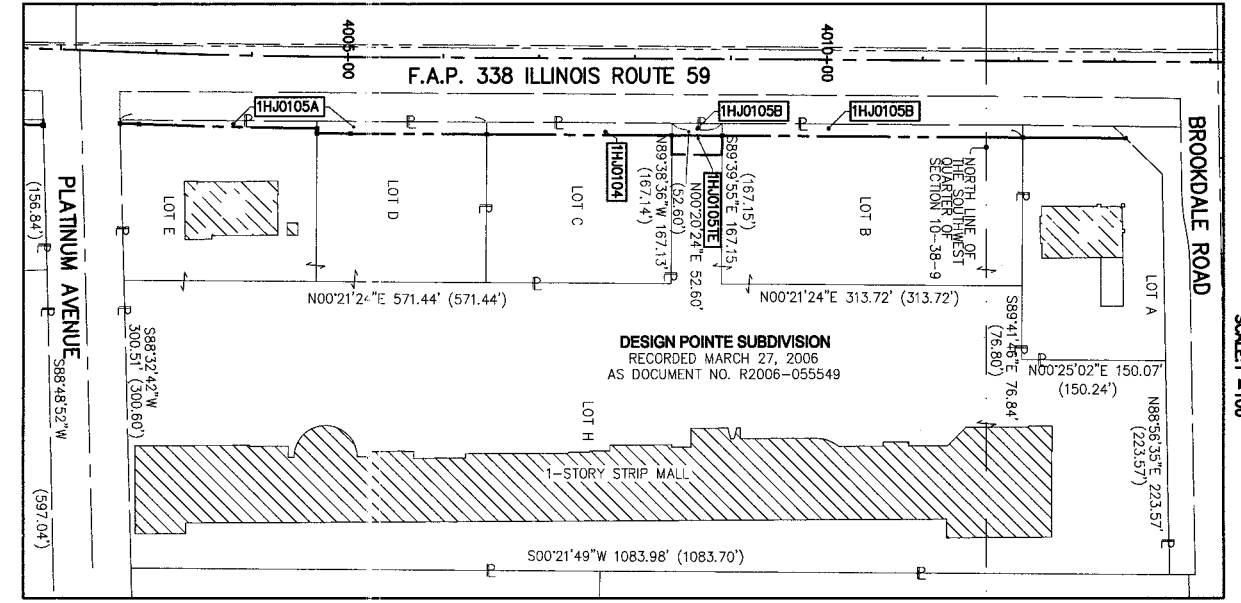 4005+00
4010+00
F.A.P. 338 ILLINOIS ROUTE 59
1HJ0105A
1HJ0105B
1HJ0105B
1HJ0104
1HJ0105TE
BROOKDALE ROAD
PLATINUM AVENUE
(156.84')
S88°48'52"W
(597.04')
LOT E
LOT D
LOT C
N89°38'36"W 167.13'
(167.14')
N00°20'24"E 52.60'
(52.60')
S89°39'55"E 167.15'
(167.15')
LOT B
NORTH LINE OF
THE SOUTHWEST
QUARTER OF
SECTION 10-38-9
LOT A
N00°21'24"E 571.44' (571.44')
N00°21'24"E 313.72' (313.72')
S88°32'42"W
300.51' (300.60')
DESIGN POINTE SUBDIVISION
RECORDED MARCH 27, 2006
AS DOCUMENT NO. R2006-055549
S89°41'46"E 76.84'
(76.80')
N00°25'02"E 150.07'
(150.24')
N88°56'35"E 223.57'
(223.57')
LOT H
1-STORY STRIP MALL
S00°21'49"W 1083.98' (1083.70')